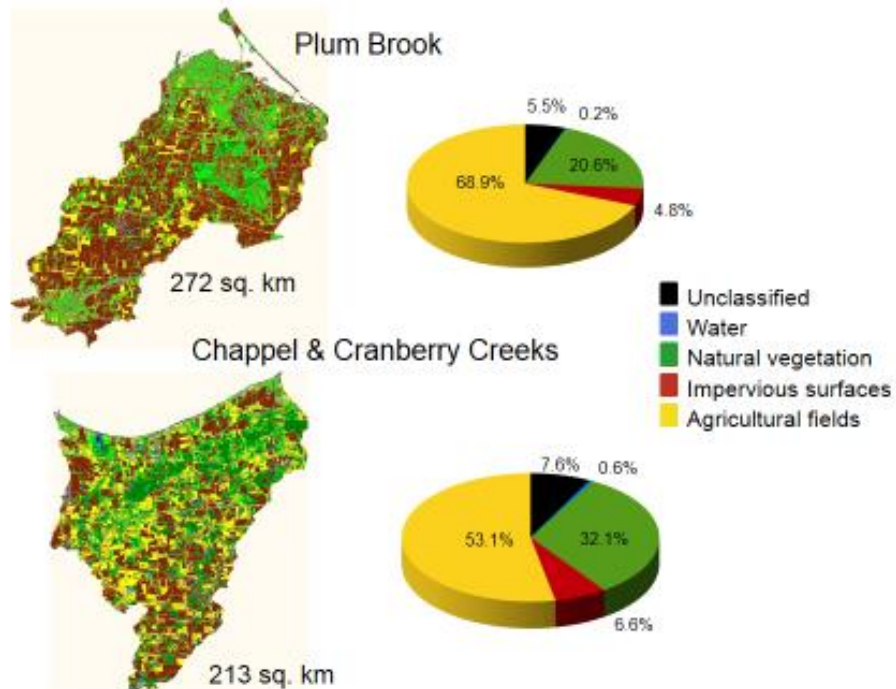 Plum Brook
5.5%
0.2%
20.6%
68.9%
4.8%
272 sq. km
Unclassified
Water
Natural vegetation
Impervious surfaces
Agricultural fields
Chappel & Cranberry Creeks
7.6%
0.6%
53.1%
32.1%
6.6%
213 sq. km